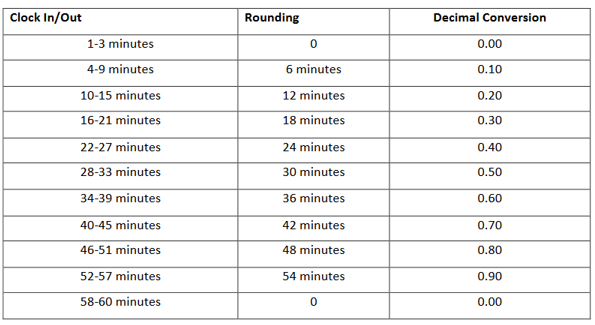 Clock In/Out Rounding Decimal Conversion
1-3 minutes 0 0.00
4-9 minutes 6 minutes 0.10
10-15 minutes 12 minutes 0.20
16-21 minutes 18 minutes 0.30
22-27 minutes 24 minutes 0.40
28-33 minutes 30 minutes 0.50
34-39 minutes 36 minutes 0.60
40-45 minutes 42 minutes 0.70
46-51 minutes 48 minutes 0.80
52-57 minutes 54 minutes 0.90
58-60 minutes 0 0.00